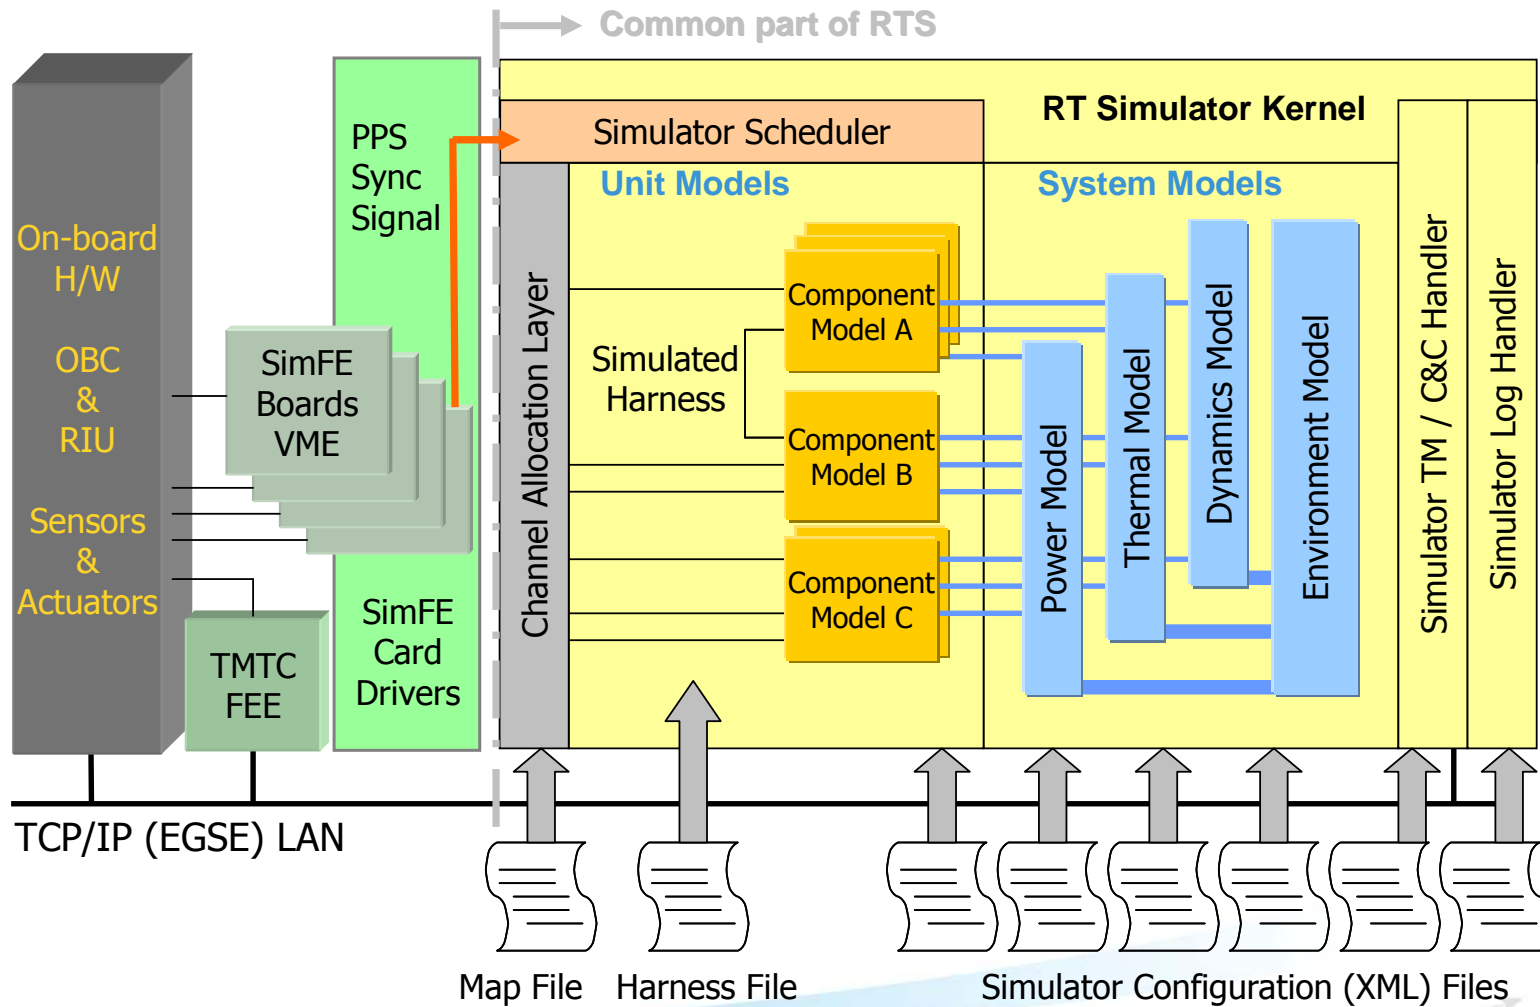 Common part of RTS
RT Simulator Kernel
Simulator Scheduler
PPS
Sync
Signal
Unit Models
System Models
On-board
H/W
OBC
&
RIU
Sensors
&
Actuators
SimFE
Boards
VME
TMTC
FEE
SimFE
Card
Drivers
Channel Allocation Layer
Simulated
Harness
Component
Model A
Component
Model B
Component
Model C
Power Model
Thermal Model
Dynamics Model
Environment Model
Simulator TM / C&C Handler
Simulator Log Handler
TCP/IP (EGSE) LAN
Map File
Harness File
Simulator Configuration (XML) Files